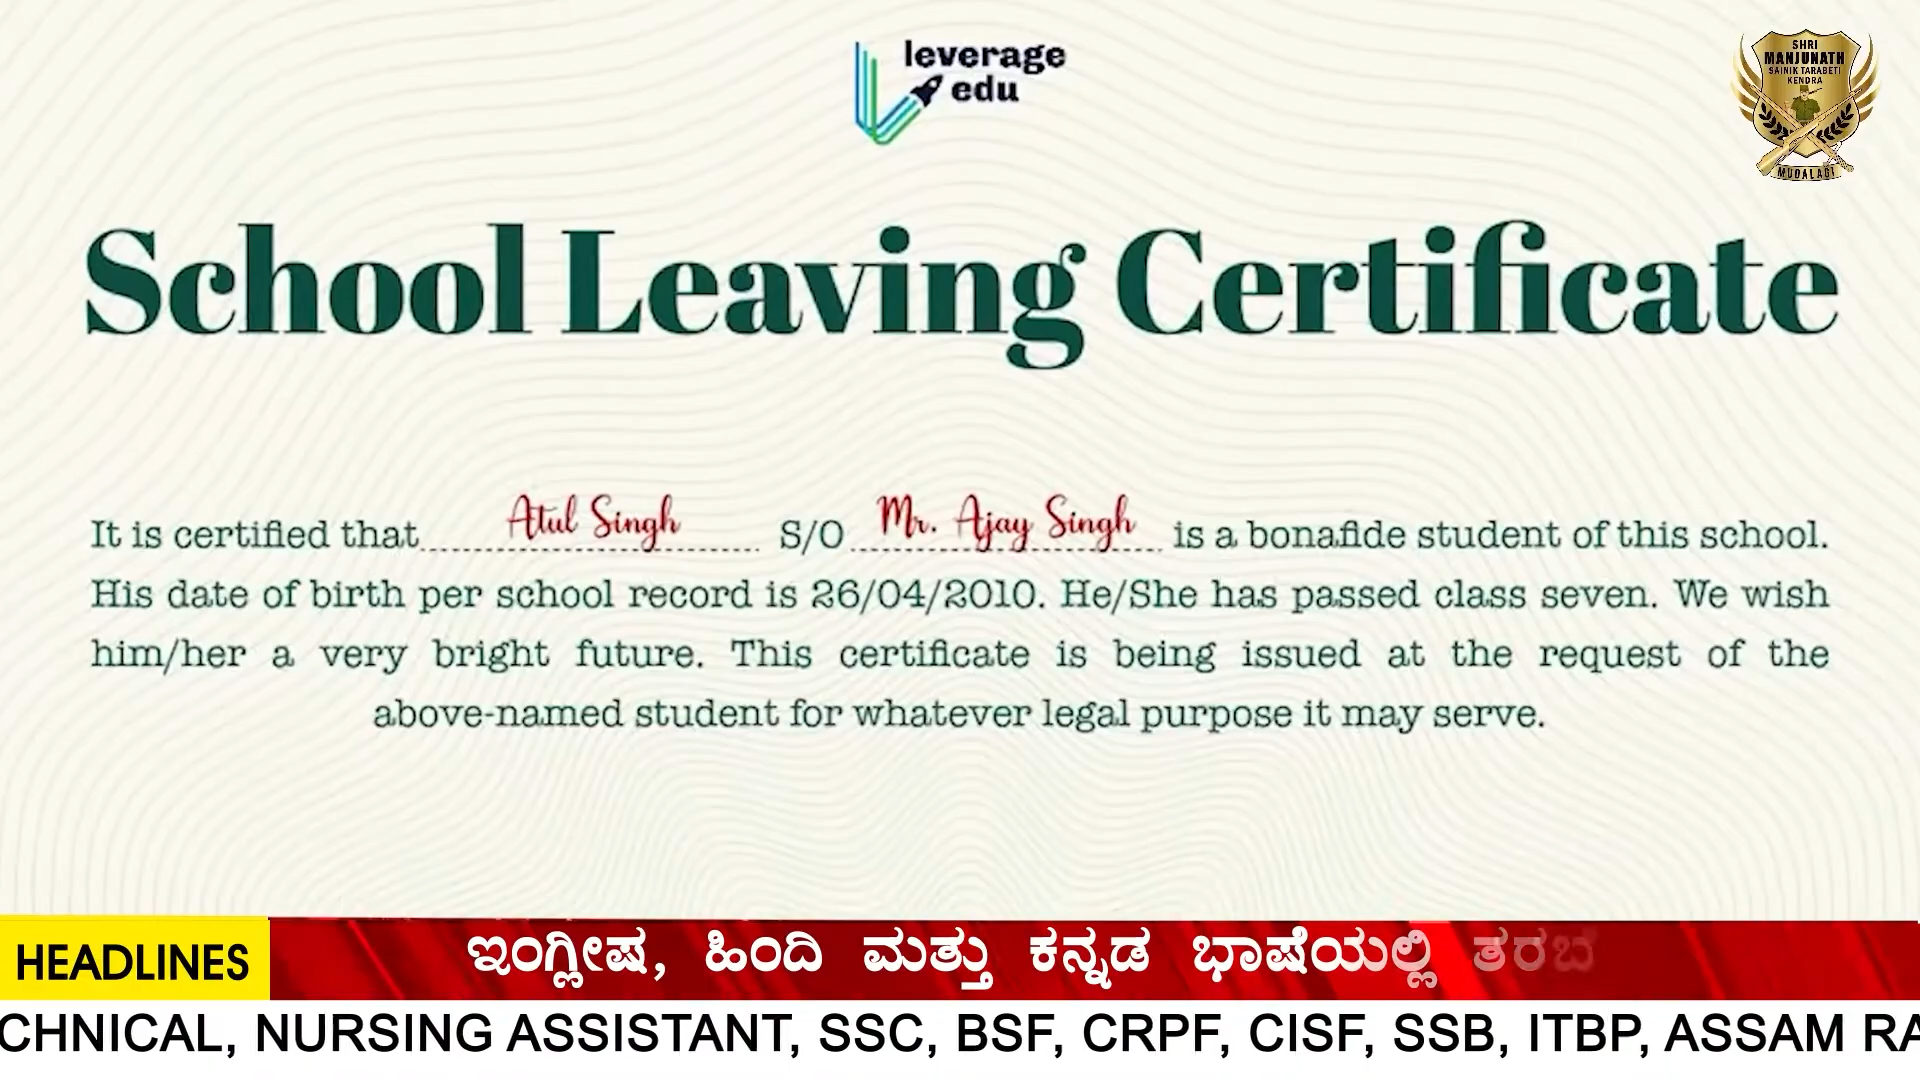 leverage
edu
SHRI
MANJUNATH
SAINIK TARABETI
KENDRA
MUDALAGI
School Leaving Certificate
It is certified that Atul Singh S/O Mr. Ajay Singh is a bonafide student of this school.
His date of birth per school record is 26/04/2010. He/She has passed class seven. We wish
him/her a very bright future. This certificate is being issued at the request of the
above-named student for whatever legal purpose it may serve.
HEADLINES
ಇಂಗ್ಲೀಷ, ಹಿಂದಿ ಮತ್ತು ಕನ್ನಡ ಭಾಷೆಯಲ್ಲಿ ತರಬೆ
CHNICAL, NURSING ASSISTANT, SSC, BSF, CRPF, CISF, SSB, ITBP, ASSAM RA